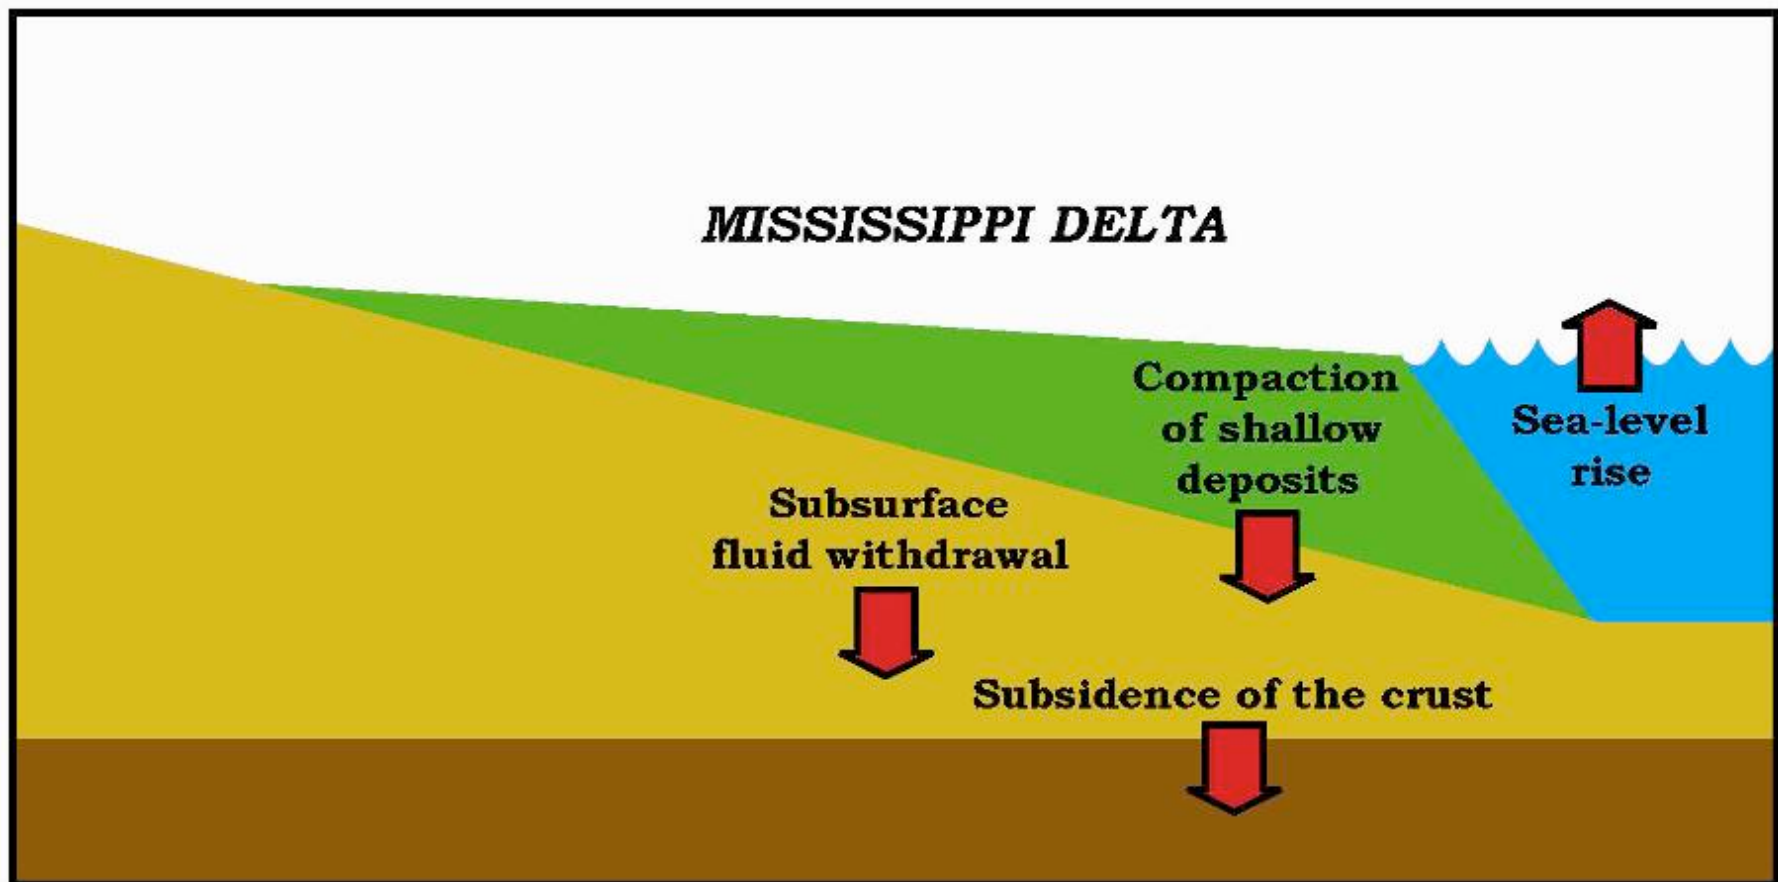 MISSISSIPPI DELTA
Compaction
of shallow
deposits
Sea-level
rise
Subsurface
fluid withdrawal
Subsidence of the crust